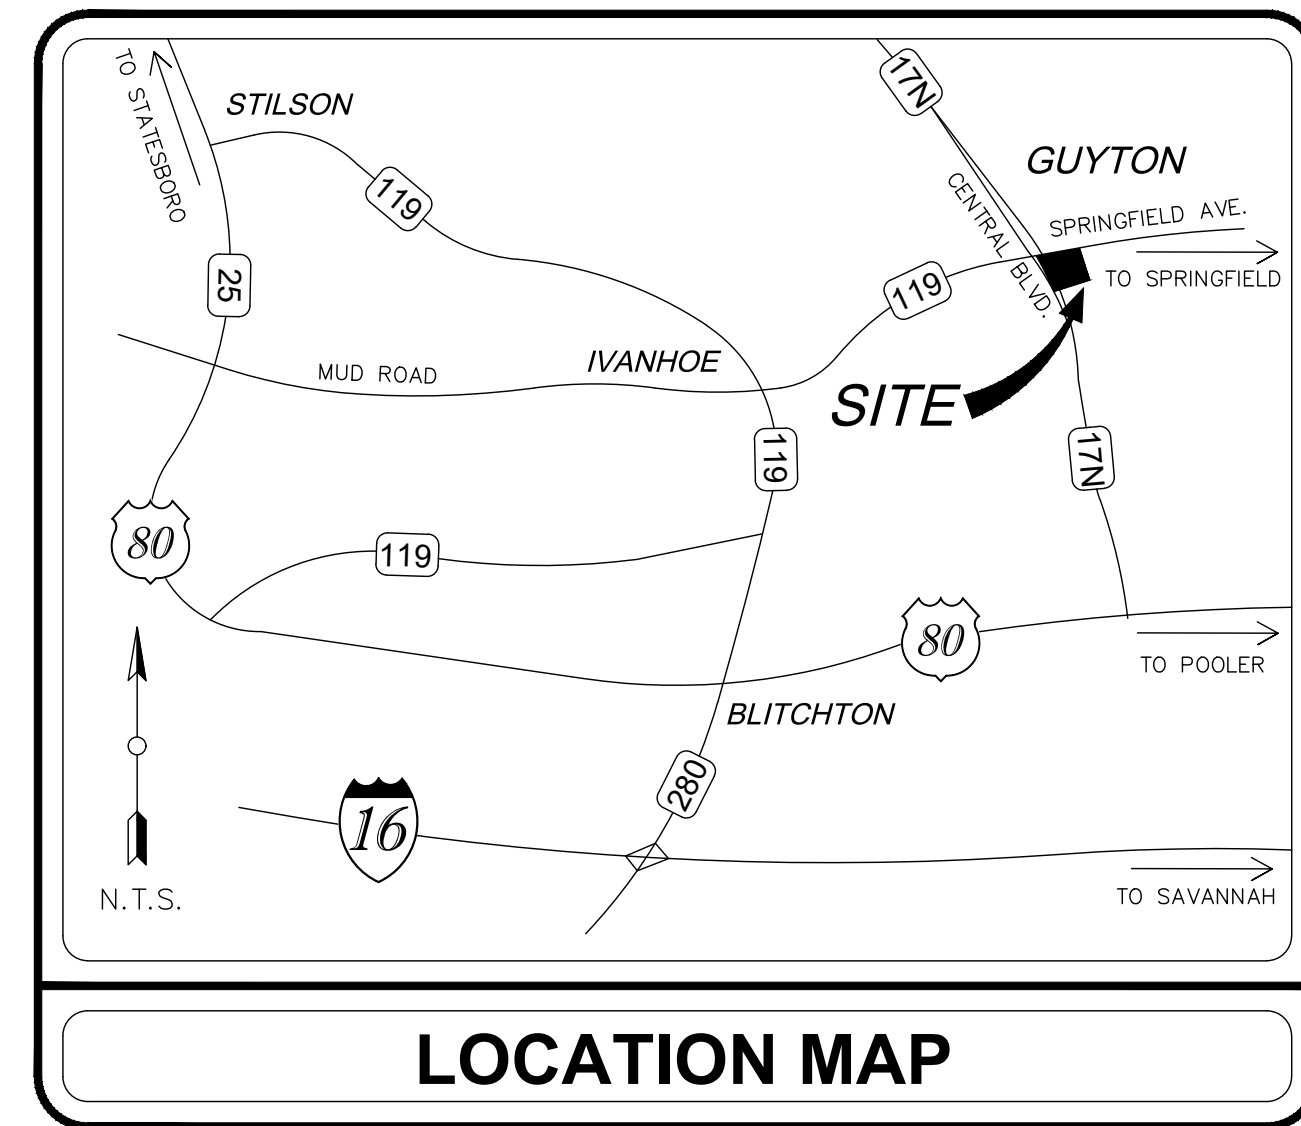 TO STATESBORO
STILSON
17N
GUYTON
119
CENTRAL BLVD.
SPRINGFIELD AVE.
TO SPRINGFIELD
25
119
MUD ROAD
IVANHOE
SITE
119
17N
80
119
80
TO POOLER
BLITCHTON
280
16
N.T.S.
TO SAVANNAH
LOCATION MAP